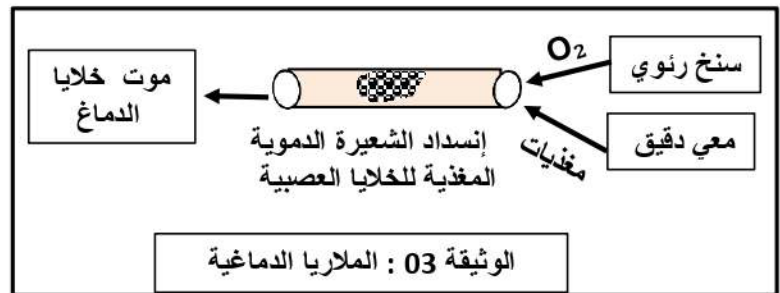 سنخ رئوي
O₂
معي دقيق
مغذيات
إنسداد الشعيرة الدموية
المغذية للخلايا العصبية
موت خلايا
الدماغ
الوثيقة 03 : الملاريا الدماغية